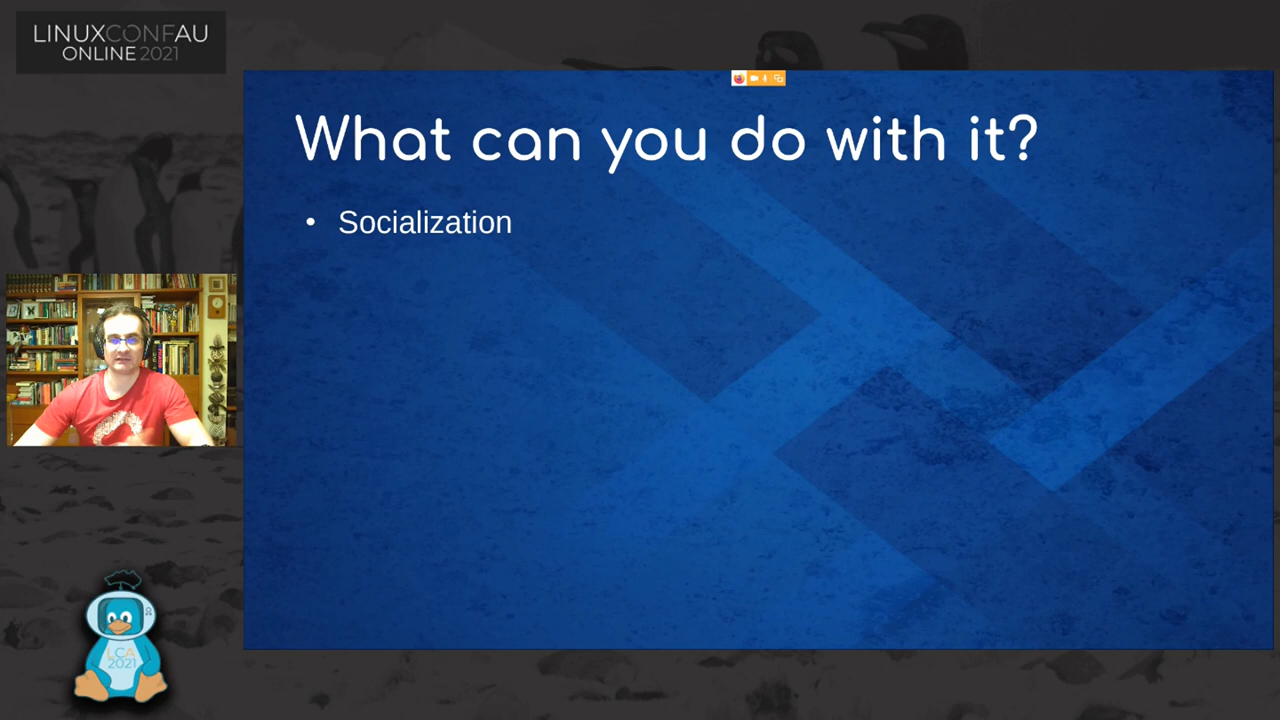 LINUXCONFAU
ONLINE 2021
What can you do with it?
• Socialization
LCA
2021